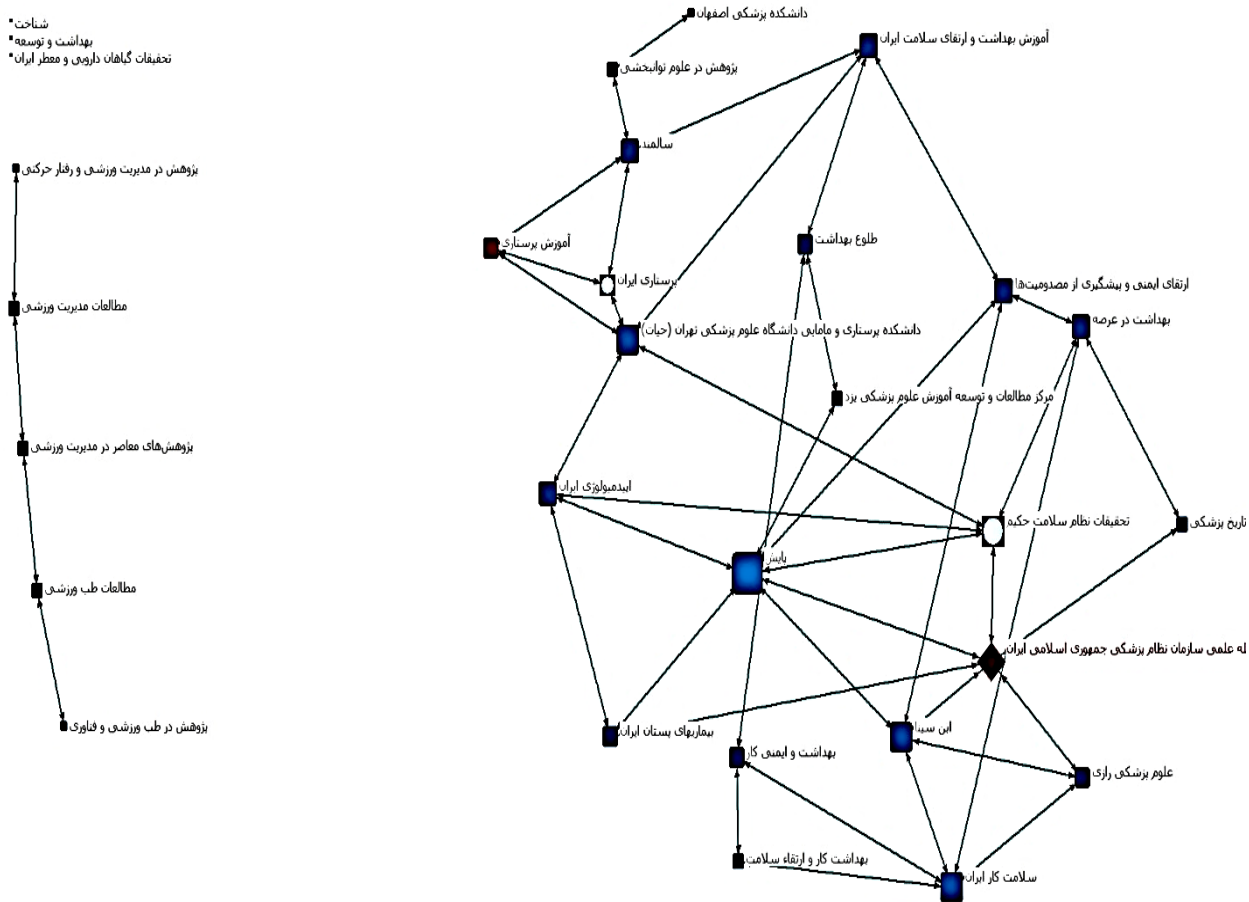 شناخت
بهداشت و توسعه
تحقیقات گیاهان دارویی و معطر ایران
دانشکده پزشکی اصفهان
آموزش بهداشت و ارتقای سلامت ایران
پژوهش در علوم توانبخشی
سالمند
پژوهش در مدیریت ورزشی و رفتار حرکتی
آموزش پرستاری
طلوع بهداشت
پرستاری ایران
ارتقای ایمنی و پیشگیری از مصدومیت‌ها
مطالعات مدیریت ورزشی
بهداشت در عرصه
دانشکده پرستاری و مامایی دانشگاه علوم پزشکی تهران (حیات)
مرکز مطالعات و توسعه آموزش علوم پزشکی یزد
پژوهش‌های معاصر در مدیریت ورزشی
اپیدمیولوژی ایران
تحقیقات نظام سلامت حکیم
تاریخ پزشکی
پایش
مطالعات طب ورزشی
له علمی سازمان نظام پزشکی جمهوری اسلامی ایران
پژوهش در طب ورزشی و فناوری
بیماریهای پستان ایران
ابن سینا
بهداشت و ایمنی کار
علوم پزشکی رازی
بهداشت کار و ارتقاء سلامت
سلامت کار ایران